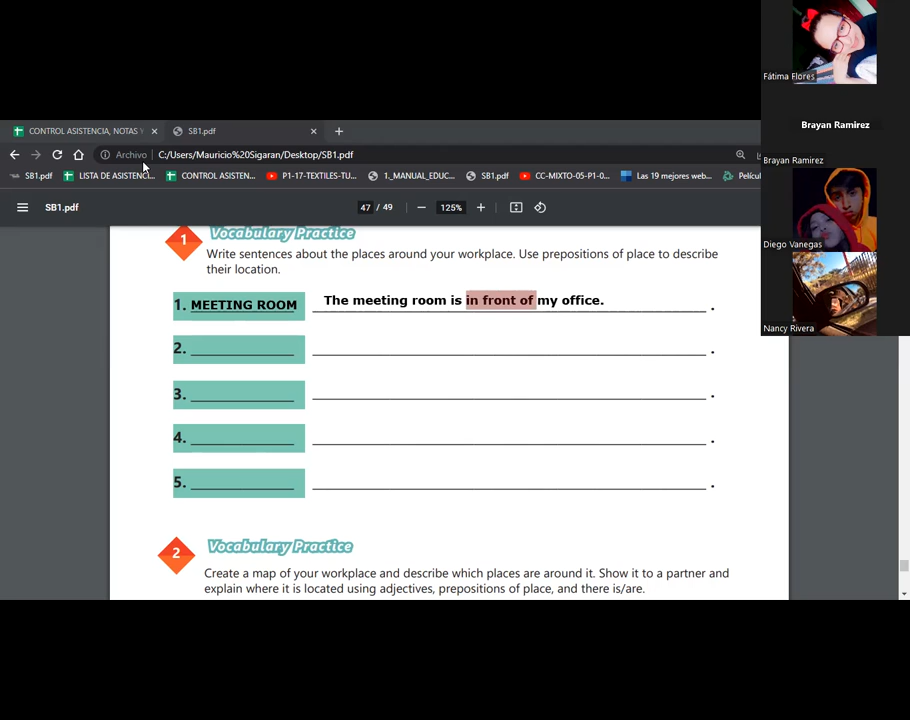 CONTROL ASISTENCIA, NOTAS Y
SB1.pdf
Archivo
C:/Users/Mauricio%20Sigaran/Desktop/SB1.pdf
SB1.pdf
LISTA DE ASISTENCI...
CONTROL ASISTEN...
P1-17-TEXTILES-TU...
1._MANUAL_EDUC...
SB1.pdf
CC-MIXTO-05-P1-0...
Las 19 mejores web...
Películ
SB1.pdf
47 / 49
125%
1
Vocabulary Practice
Write sentences about the places around your workplace. Use prepositions of place to describe
their location.
1. MEETING ROOM The meeting room is in front of my office. .
2. ______________ .
3. ______________ .
4. ______________ .
5. ______________ .
2
Vocabulary Practice
Create a map of your workplace and describe which places are around it. Show it to a partner and
explain where it is located using adjectives, prepositions of place, and there is/are.
Fátima Flores
Brayan Ramirez
Brayan Ramirez
Diego Vanegas
Nancy Rivera